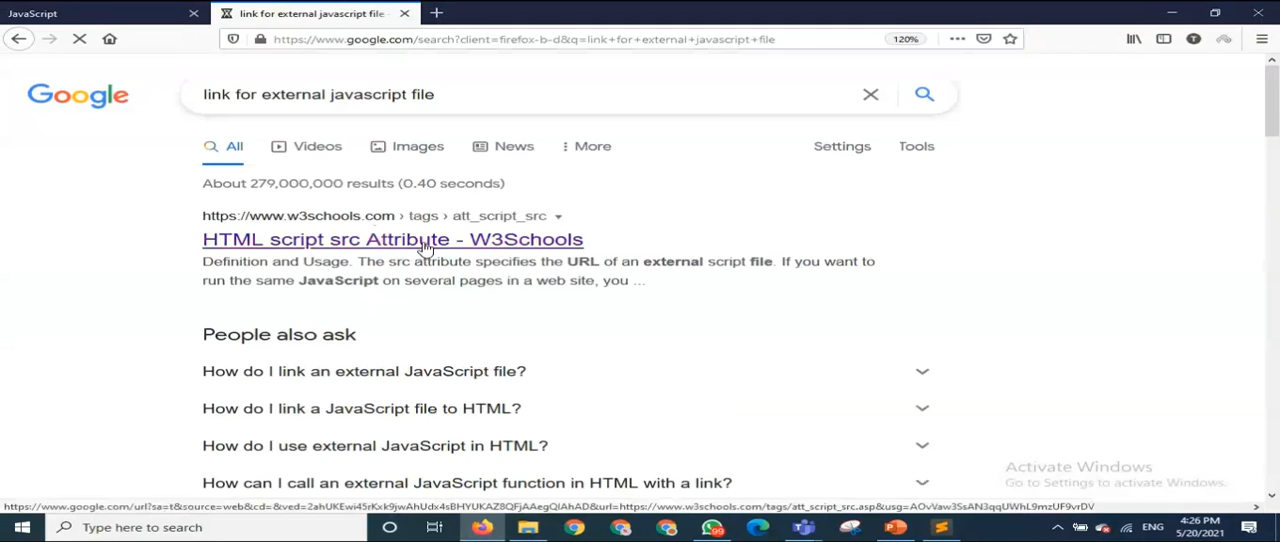 JavaScript
link for external javascript file
https://www.google.com/search?client=firefox-b-d&q=link+for+external+javascript+file
120%
Google
link for external javascript file
All
Videos
Images
News
More
Settings
Tools
About 279,000,000 results (0.40 seconds)
https://www.w3schools.com › tags › att_script_src
HTML script src Attribute - W3Schools
Definition and Usage. The src attribute specifies the URL of an external script file. If you want to
run the same JavaScript on several pages in a web site, you ...
People also ask
How do I link an external JavaScript file?
How do I link a JavaScript file to HTML?
How do I use external JavaScript in HTML?
How can I call an external JavaScript function in HTML with a link?
Activate Windows
Go to Settings to activate Windows.
Type here to search
99
ENG
4:26 PM
5/20/2021